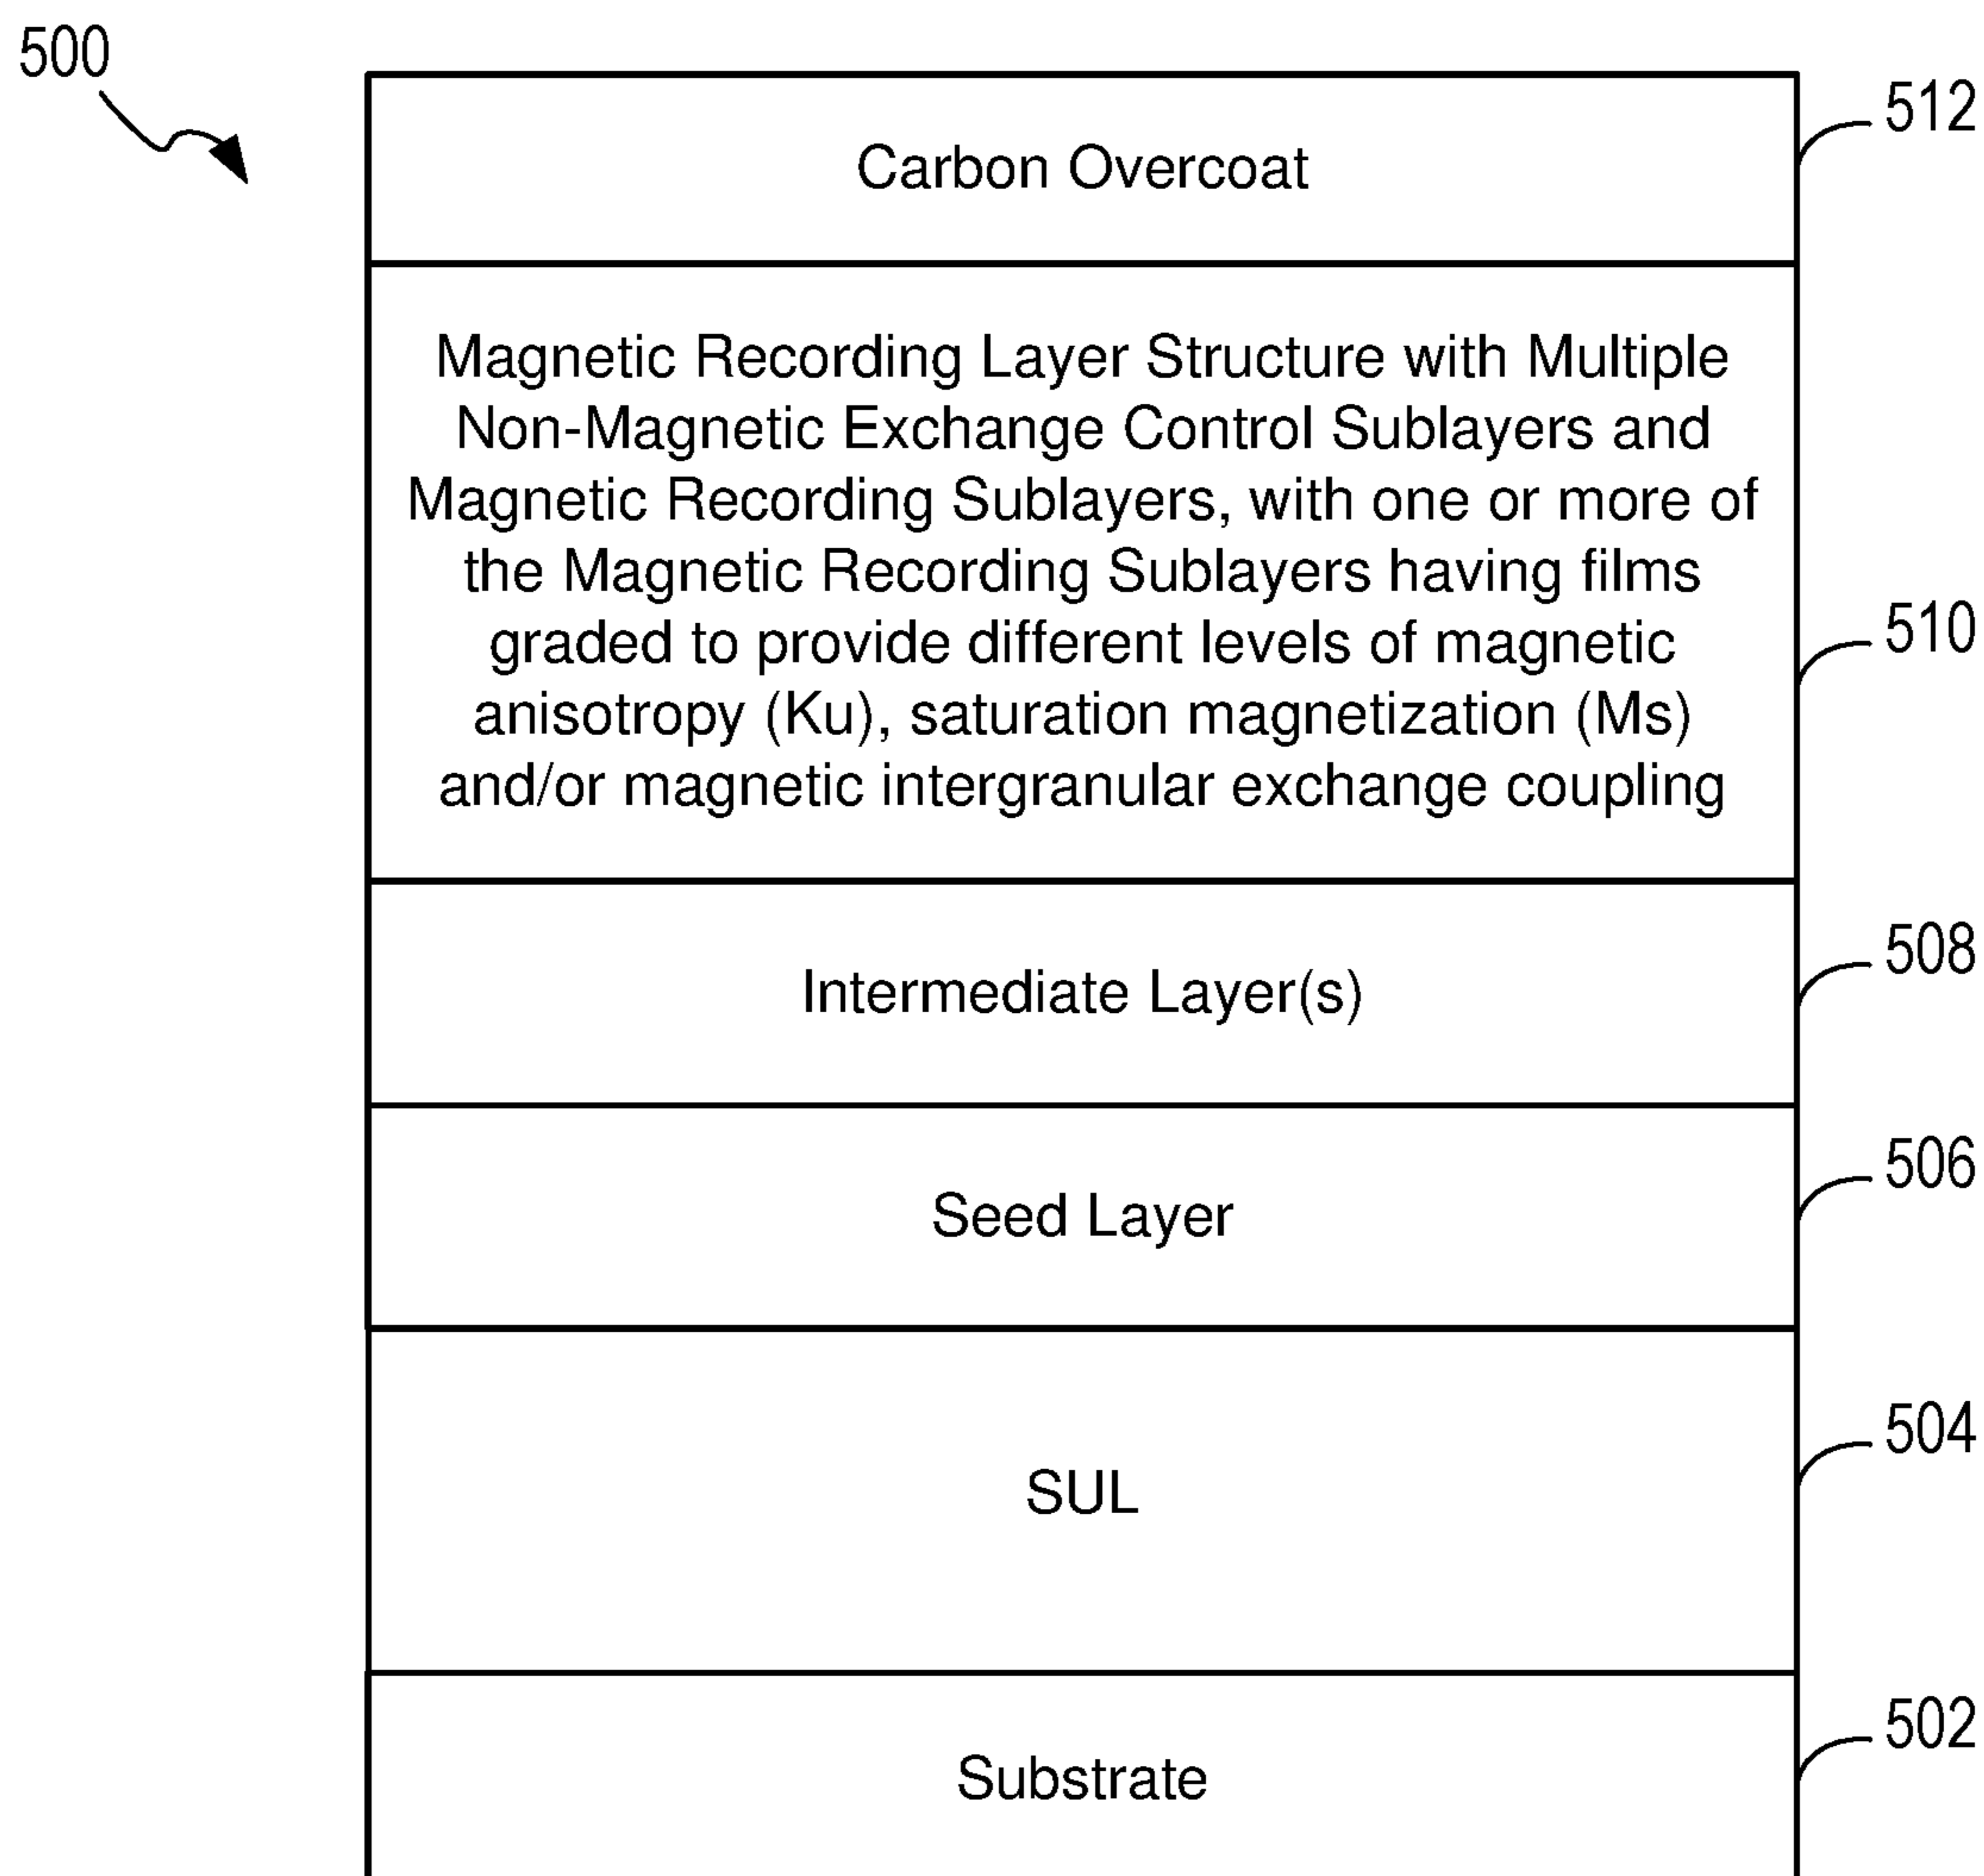 500
512
Carbon Overcoat
Magnetic Recording Layer Structure with Multiple
Non-Magnetic Exchange Control Sublayers and
Magnetic Recording Sublayers, with one or more of
the Magnetic Recording Sublayers having films
graded to provide different levels of magnetic
anisotropy (Ku), saturation magnetization (Ms)
and/or magnetic intergranular exchange coupling
510
508
Intermediate Layer(s)
506
Seed Layer
504
SUL
502
Substrate